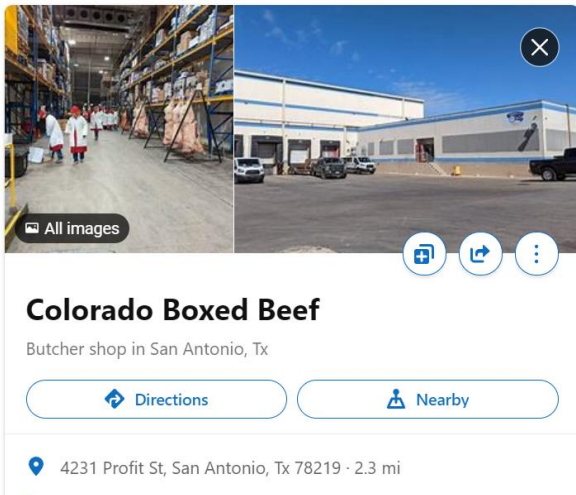 All images
Colorado Boxed Beef
Butcher shop in San Antonio, Tx
Directions
Nearby
4231 Profit St, San Antonio, Tx 78219 · 2.3 mi